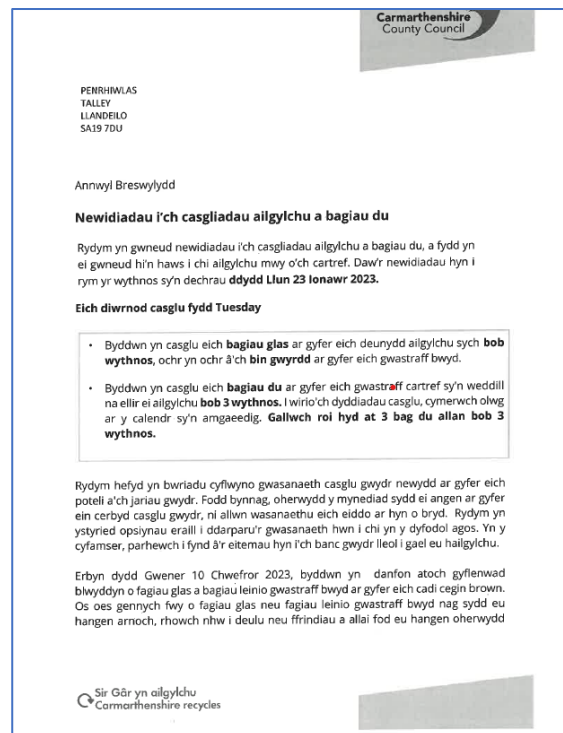 Carmarthenshire
County Council
PENRHIWLAS
TALLEY
LLANDEILO
SA19 7DU
Annwyl Breswylydd
Newidiadau i'ch casgliadau ailgylchu a bagiau du
Rydym yn gwneud newidiadau i'ch casgliadau ailgylchu a bagiau du, a fydd yn
ei gwneud hi'n haws i chi ailgylchu mwy o'ch cartref. Daw'r newidiadau hyn i
rym yr wythnos sy'n dechrau ddydd Llun 23 Ionawr 2023.
Eich diwrnod casglu fydd Tuesday
• Byddwn yn casglu eich bagiau glas ar gyfer eich deunydd ailgylchu sych bob
wythnos, ochr yn ochr â'ch bin gwyrdd ar gyfer eich gwastraff bwyd.
• Byddwn yn casglu eich bagiau du ar gyfer eich gwastraff cartref sy'n weddill
na ellir ei ailgylchu bob 3 wythnos. I wirio'ch dyddiadau casglu, cymerwch olwg
ar y calendr sy'n amgaeedig. Gallwch roi hyd at 3 bag du allan bob 3
wythnos.
Rydym hefyd yn bwriadu cyflwyno gwasanaeth casglu gwydr newydd ar gyfer eich
poteli a'ch jariau gwydr. Fodd bynnag, oherwydd y mynediad sydd ei angen ar gyfer
ein cerbyd casglu gwydr, ni allwn wasanaethu eich eiddo ar hyn o bryd. Rydym yn
ystyried opsiynau eraill i ddarparu'r gwasanaeth hwn i chi yn y dyfodol agos. Yn y
cyfamser, parhewch i fynd â'r eitemau hyn i'ch banc gwydr lleol i gael eu hailgylchu.
Erbyn dydd Gwener 10 Chwefror 2023, byddwn yn danfon atoch gyflenwad
blwyddyn o fagiau glas a bagiau leinio gwastraff bwyd ar gyfer eich cadi cegin brown.
Os oes gennych fwy o fagiau glas neu fagiau leinio gwastraff bwyd nag sydd eu
hangen arnoch, rhowch nhw i deulu neu ffrindiau a allai fod eu hangen oherwydd
Sir Gâr yn ailgylchu
Carmarthenshire recycles